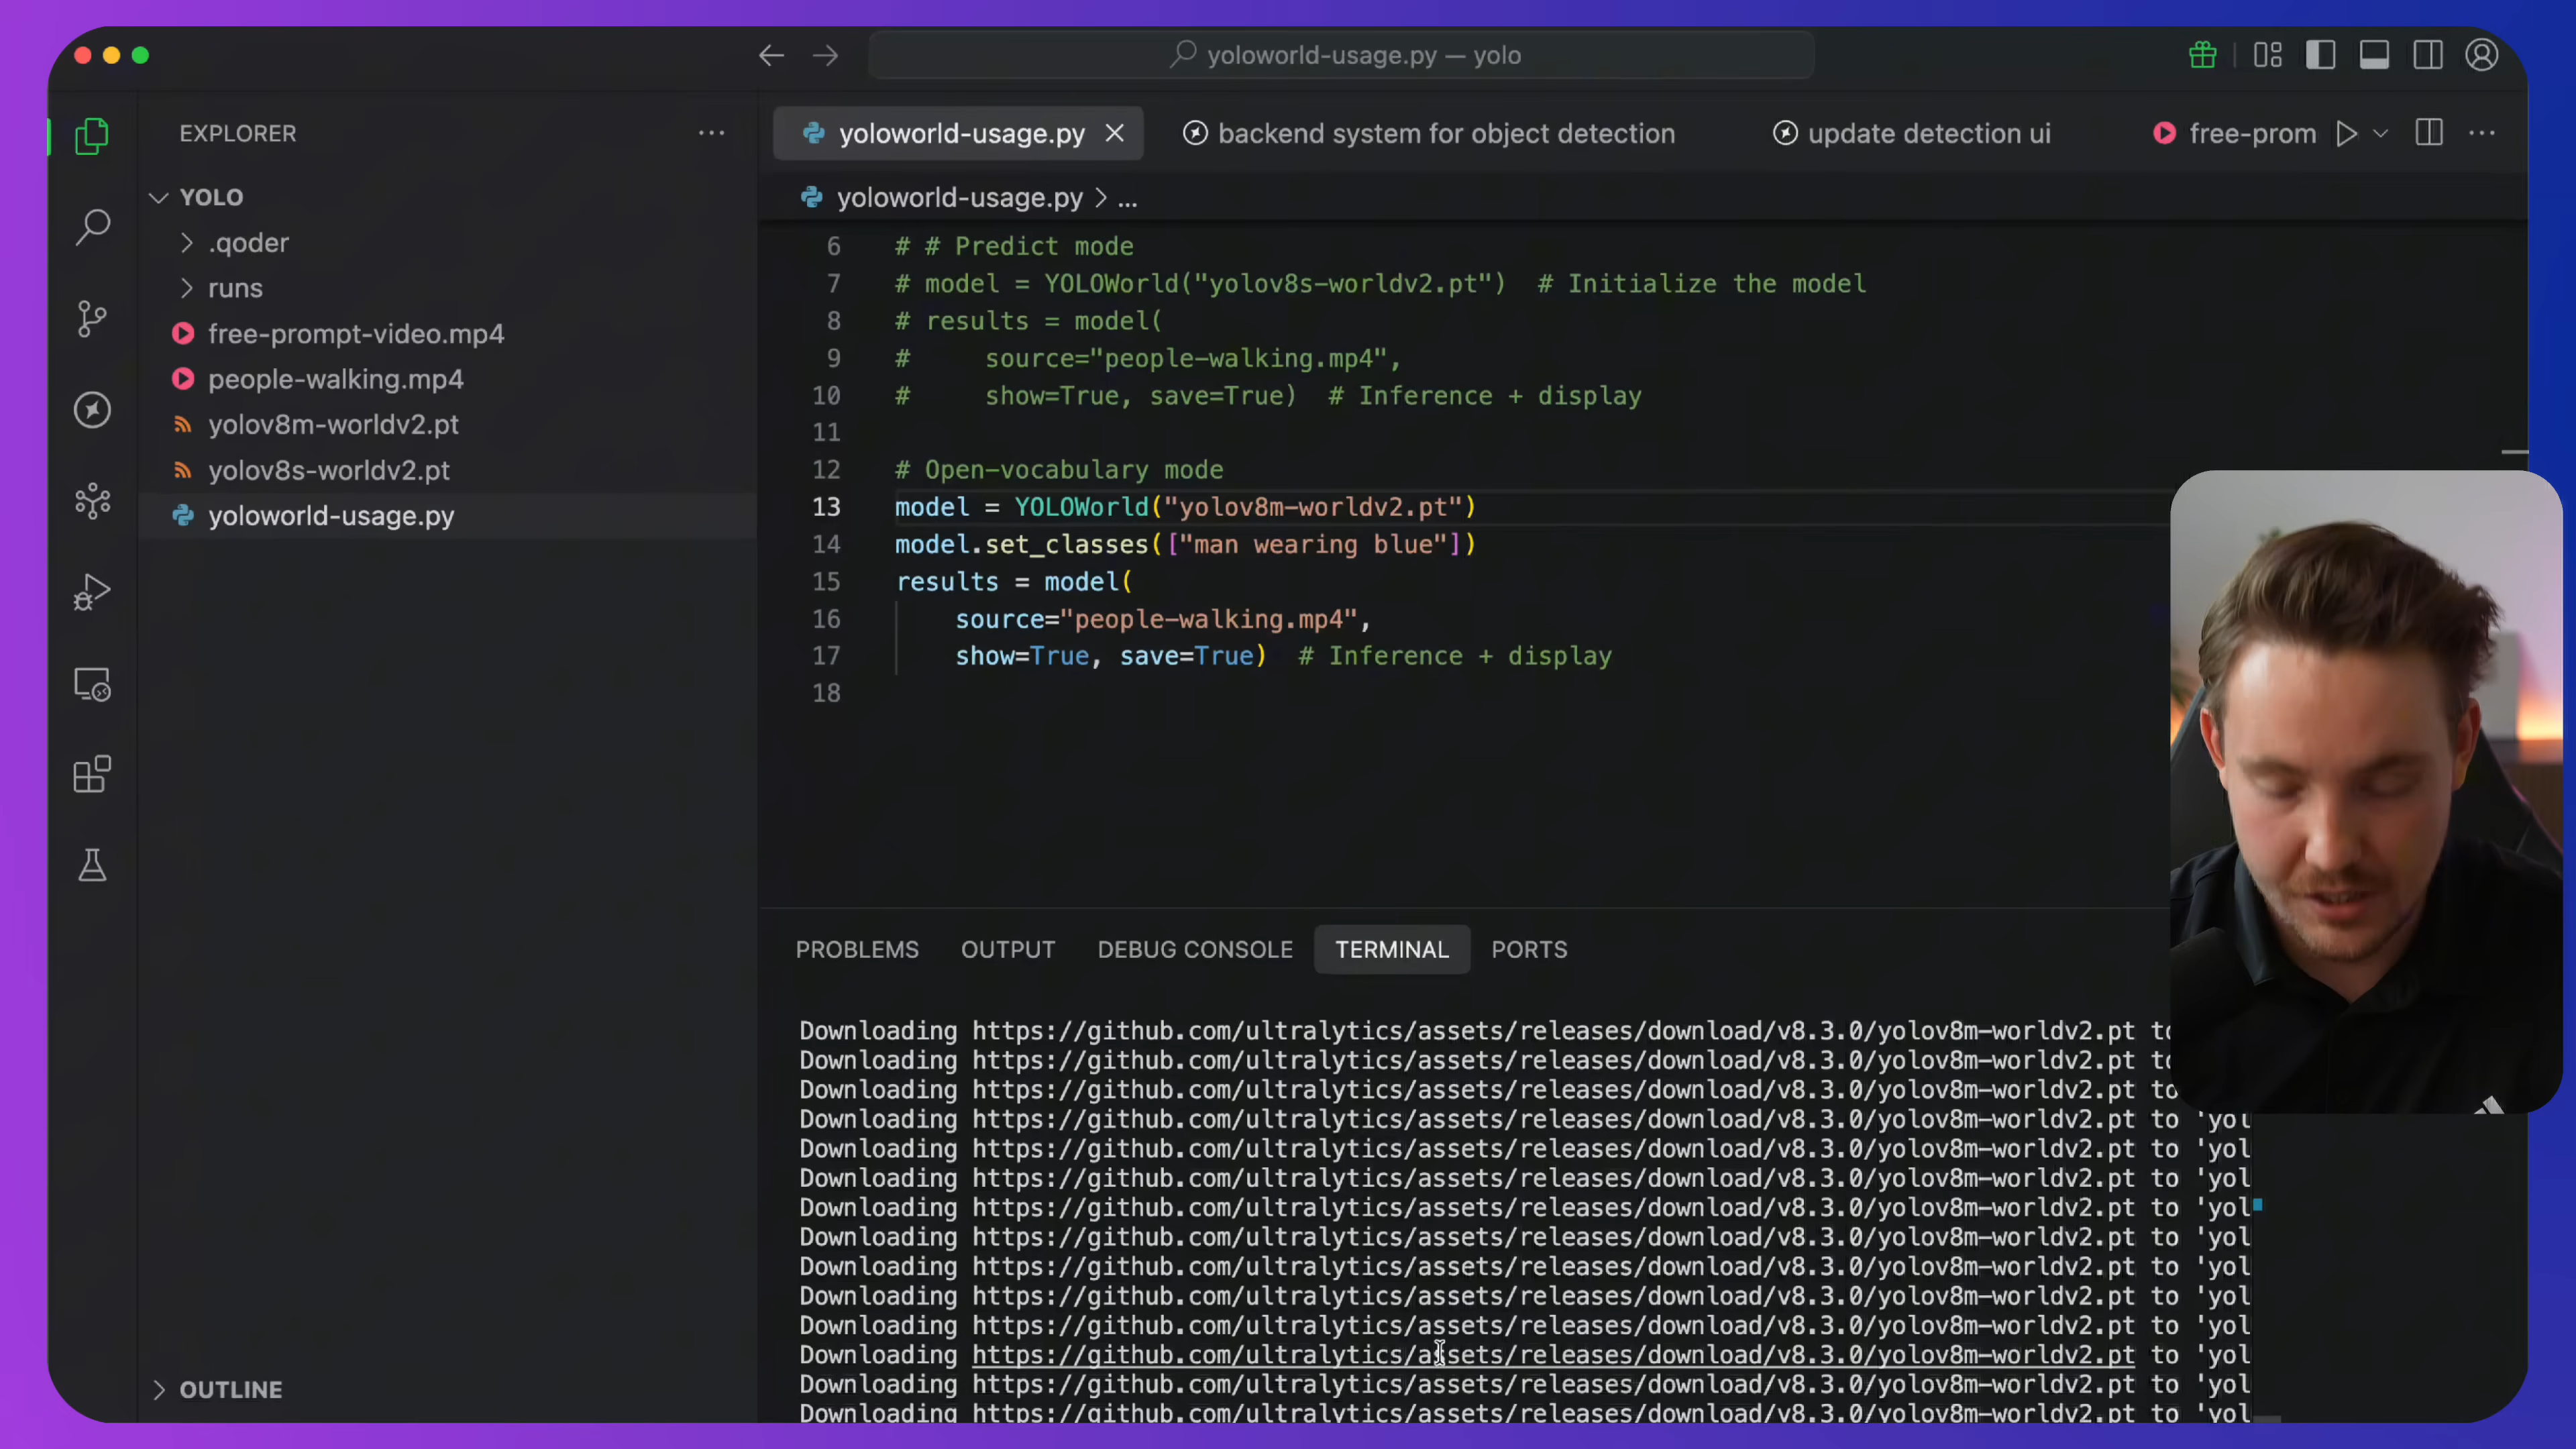 yoloworld-usage.py — yolo
EXPLORER
yoloworld-usage.py
backend system for object detection
update detection ui
free-prom
YOLO
.qoder
runs
free-prompt-video.mp4
people-walking.mp4
yolov8m-worldv2.pt
yolov8s-worldv2.pt
yoloworld-usage.py
OUTLINE
yoloworld-usage.py > ...
6 # # Predict mode
7 # model = YOLOWorld("yolov8s-worldv2.pt")  # Initialize the model
8 # results = model(
9 #     source="people-walking.mp4",
10 #     show=True, save=True)  # Inference + display
11
12 # Open-vocabulary mode
13 model = YOLOWorld("yolov8m-worldv2.pt")
14 model.set_classes(["man wearing blue"])
15 results = model(
16     source="people-walking.mp4",
17     show=True, save=True)  # Inference + display
18
PROBLEMS OUTPUT DEBUG CONSOLE TERMINAL PORTS
Downloading https://github.com/ultralytics/assets/releases/download/v8.3.0/yolov8m-worldv2.pt to
Downloading https://github.com/ultralytics/assets/releases/download/v8.3.0/yolov8m-worldv2.pt to
Downloading https://github.com/ultralytics/assets/releases/download/v8.3.0/yolov8m-worldv2.pt to
Downloading https://github.com/ultralytics/assets/releases/download/v8.3.0/yolov8m-worldv2.pt to 'yol
Downloading https://github.com/ultralytics/assets/releases/download/v8.3.0/yolov8m-worldv2.pt to 'yol
Downloading https://github.com/ultralytics/assets/releases/download/v8.3.0/yolov8m-worldv2.pt to 'yol
Downloading https://github.com/ultralytics/assets/releases/download/v8.3.0/yolov8m-worldv2.pt to 'yol
Downloading https://github.com/ultralytics/assets/releases/download/v8.3.0/yolov8m-worldv2.pt to 'yol
Downloading https://github.com/ultralytics/assets/releases/download/v8.3.0/yolov8m-worldv2.pt to 'yol
Downloading https://github.com/ultralytics/assets/releases/download/v8.3.0/yolov8m-worldv2.pt to 'yol
Downloading https://github.com/ultralytics/assets/releases/download/v8.3.0/yolov8m-worldv2.pt to 'yol
Downloading https://github.com/ultralytics/assets/releases/download/v8.3.0/yolov8m-worldv2.pt to 'yol
Downloading https://github.com/ultralytics/assets/releases/download/v8.3.0/yolov8m-worldv2.pt to 'yol
Downloading https://github.com/ultralytics/assets/releases/download/v8.3.0/yolov8m-worldv2.pt to 'yol